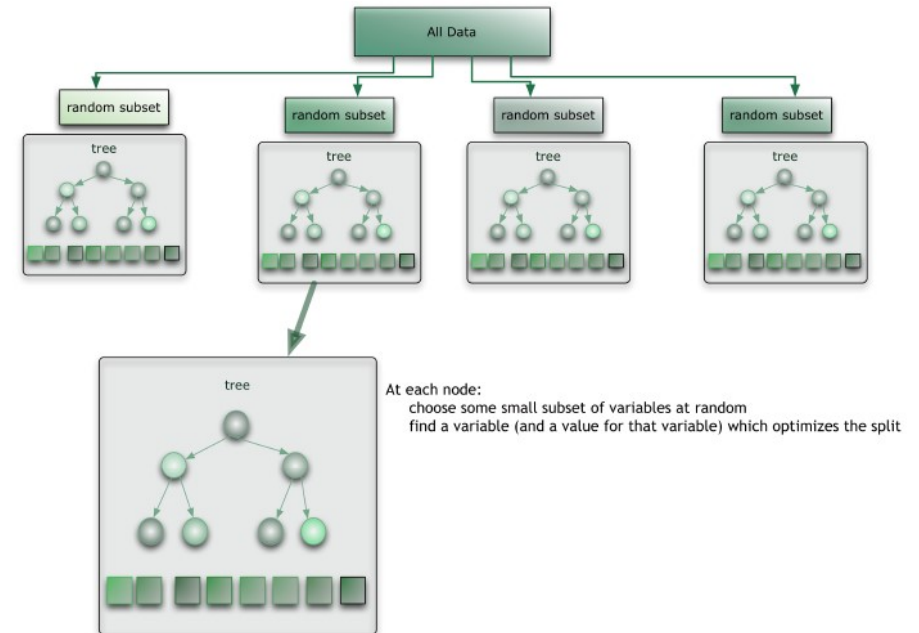 All Data
random subset
random subset
random subset
random subset
tree
tree
tree
tree
tree
At each node:
choose some small subset of variables at random
find a variable (and a value for that variable) which optimizes the split